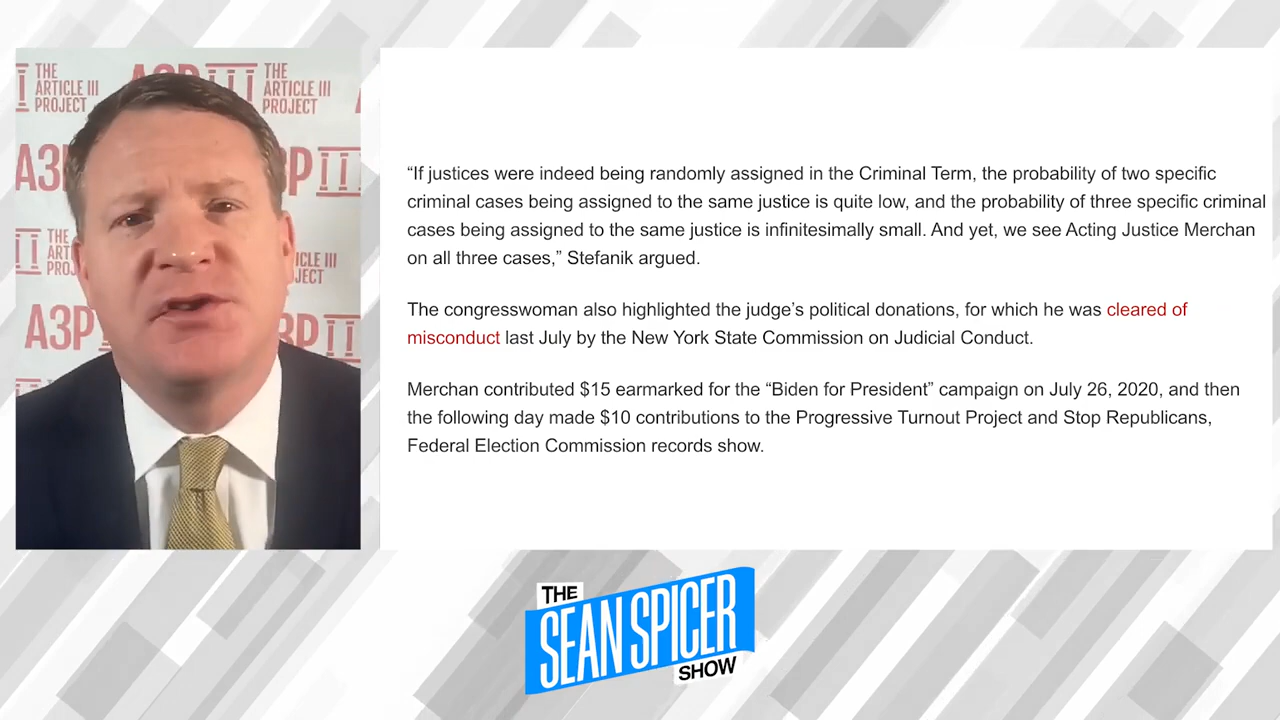 THE
ARTICLE III
PROJECT
A3P
THE
ARTICLE III
PROJECT
A3P
THE
ARTICLE III
PROJECT
A3P
“If justices were indeed being randomly assigned in the Criminal Term, the probability of two specific
criminal cases being assigned to the same justice is quite low, and the probability of three specific criminal
cases being assigned to the same justice is infinitesimally small. And yet, we see Acting Justice Merchan
on all three cases,” Stefanik argued.
The congresswoman also highlighted the judge’s political donations, for which he was cleared of
misconduct last July by the New York State Commission on Judicial Conduct.
Merchan contributed $15 earmarked for the “Biden for President” campaign on July 26, 2020, and then
the following day made $10 contributions to the Progressive Turnout Project and Stop Republicans,
Federal Election Commission records show.
THE
SEAN SPICER
SHOW